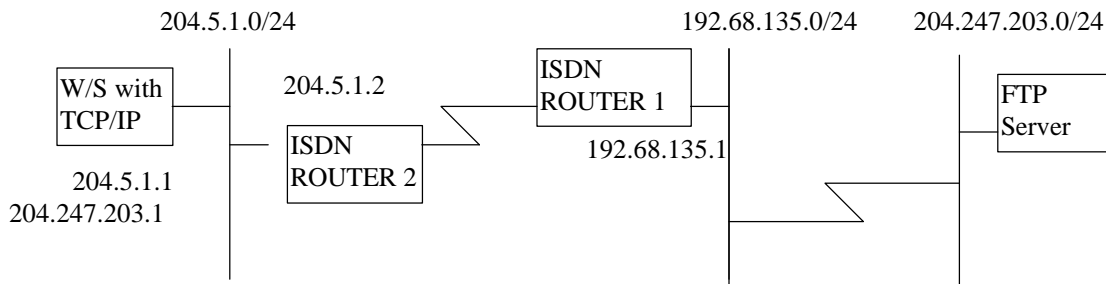 204.5.1.0/24
192.68.135.0/24
204.247.203.0/24
W/S with
TCP/IP
204.5.1.2
ISDN
ROUTER 1
FTP
Server
ISDN
ROUTER 2
192.68.135.1
204.5.1.1
204.247.203.1